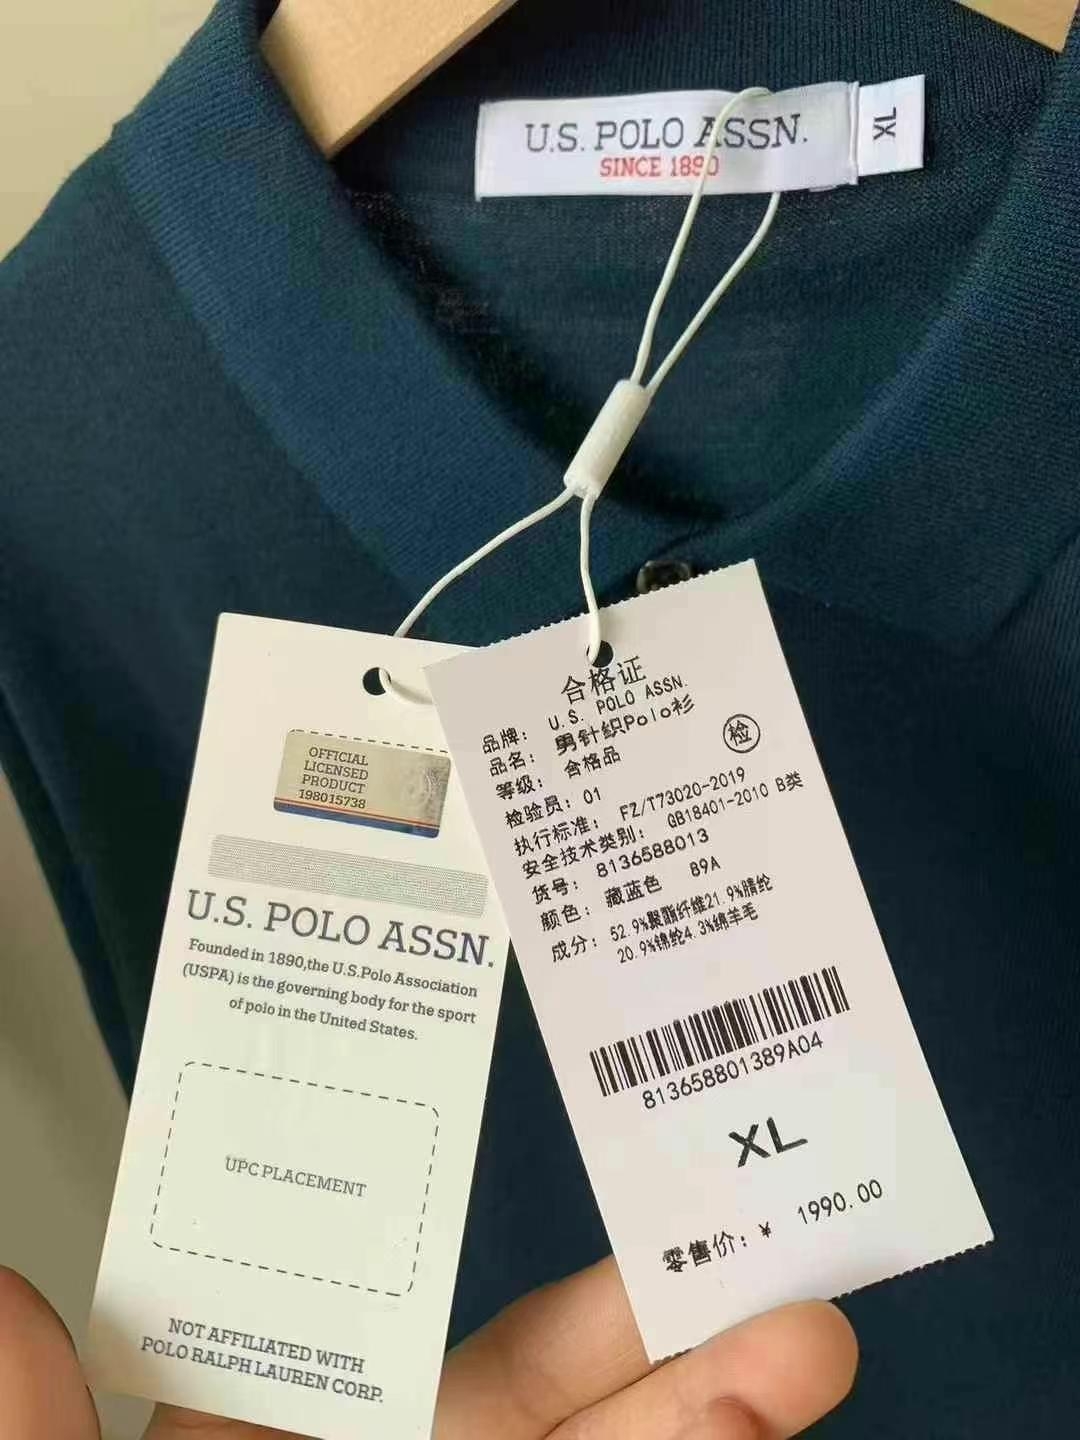 U.S. POLO ASSN.
SINCE 1890
XL
OFFICIAL
LICENSED
PRODUCT
198015738
U.S. POLO ASSN.
Founded in 1890,the U.S.Polo Association
(USPA) is the governing body for the sport
of polo in the United States.
UPC PLACEMENT
NOT AFFILIATED WITH
POLO RALPH LAUREN CORP.
合格证
品牌: U.S. POLO ASSN.
品名: 男针织Polo衫
等级: 合格品
检
检验员: 01
执行标准: FZ/T73020-2019
安全技术类别: GB18401-2010 B类
货号: 8136588013
颜色: 藏蓝色 89A
成分: 52.9%聚酯纤维21.9%腈纶
20.9%锦纶4.3%绵羊毛
813658801389A04
XL
零售价: ¥ 1990.00